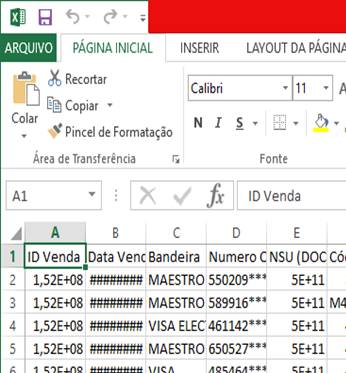 ARQUIVO PÁGINA INICIAL INSERIR LAYOUT DA PÁGINA
Colar
Recortar
Copiar
Pincel de Formatação
Área de Transferência
Calibri 11
N I S
Fonte
A1 fx ID Venda
A B C D E
1 ID Venda Data Venc Bandeira Numero C NSU (DOC Cód
2 1,52E+08 ######## MAESTRO 550209*** 5E+11
3 1,52E+08 ######## MAESTRO 589916*** 5E+11 M4
4 1,52E+08 ######## VISA ELEC 461142*** 5E+11
5 1,52E+08 ######## MAESTRO 650527*** 5E+11
6 1,52E+08 ######## VISA 485464*** 5E+11